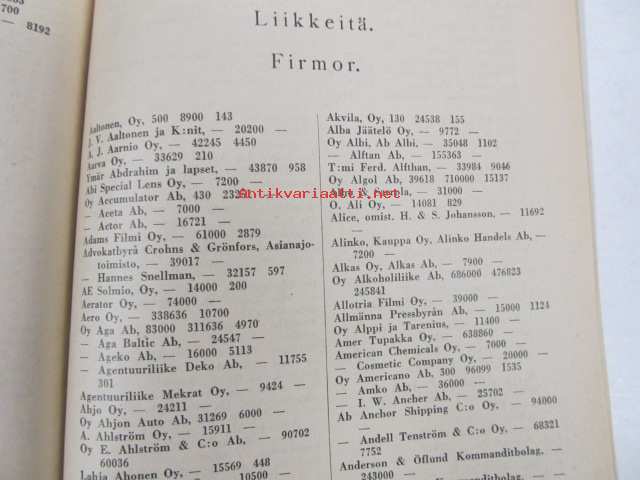 700
— 8192
Liikkeitä.
Firmor.
Aaltonen, Oy, 500 8900 143
J. V. Aaltonen ja K:nit, — 20200 —
A. J. Aarnio Oy, — 42245 4450
Aarva Oy, — 33629 210
Ymär Abdrahim ja lapset, — 43870 958
Abi Special Lens Oy, — 7200 —
Oy Accumulator Ab, 430
— Aceta Ab, — 7000 —
— Actor Ab, — 16721 —
Adams Filmi Oy, — 61000 2879
Advokatbyrå Crohns & Grönfors, Asianajo-
toimisto, — 39017 —
— Hannes Snellman, — 32157 597
AE Solmio, Oy, — 14000 200
Aerator Oy, — 74000 —
Aero Oy, — 338636 10700
Oy Aga Ab, 83000 311636 4970
— Aga Baltic Ab, — 24547 —
— Ageko Ab, — 16000 5113
— Agentuuriliike Deko Ab, — 11755
301
Agentuuriliike Mekrat Oy, — 9424 —
Ahjo Oy, — 24211 —
Oy Ahjon Auto Ab, 31269 6000 —
A. Ahlström Oy, — 15911 —
Oy E. Ahlström & C:o Ab, — 90702
60036
Lahja Ahonen Oy, — 15569 448
— 10500 —
Akvila, Oy, 130 24538 155
Alba Jäätelö Oy, — 9772 —
Oy Albi, Ab Albi, — 35048 1102
— Alftan Ab, — 155363 —
T:mi Ferd. Alfthan, — 33984 9046
Oy Algol Ab, 39618 710000 15137
— 31000 —
O. Ali Oy, — 14081 829
Alice, omist. H. & S. Johansson, — 11692
—
Alinko, Kauppa Oy, Alinko Handels Ab, —
7200 —
Alkas Oy, Alkas Ab, — 7900 —
Oy Alkoholiliike Ab, 686000 476823
245841
Allotria Filmi Oy, — 39000 —
Allmänna Pressbyrån Ab, — 15000 1124
Oy Alppi ja Tarenius, — 11400 —
Amer Tupakka Oy, — 638860 —
American Chemicals Oy, — 7000 —
— Cosmetic Company Oy, — 20000 —
Oy Americano Ab, 300 96099 1535
— Amko Ab, — 36000 —
— I. W. Ancher Ab, — 25702 —
Ab Anchor Shipping C:o Oy, — 94000
—
— Andell Tenström & C:o Oy, — 68321
7752
Anderson & Öflund Kommanditbolag, —
243000 —
Antikvariaatti.net